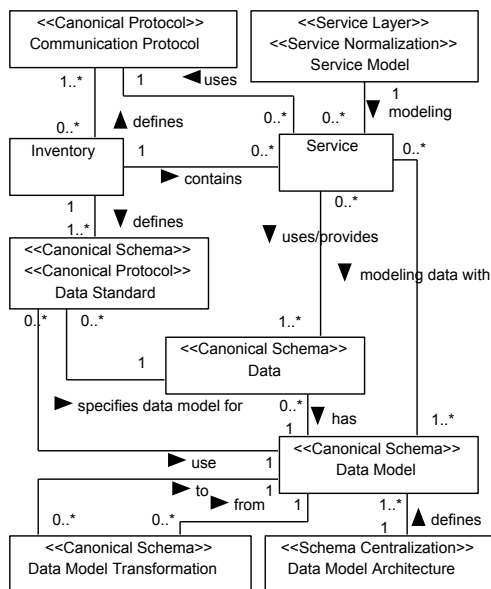 <<Canonical Protocol>>
Communication Protocol
<<Service Layer>>
<<Service Normalization>>
Service Model
1..*
1
uses
1
modeling
0..*
defines
0..*
0..*
Inventory
1
contains
0..*
Service
0..*
1
defines
1..*
0..*
uses/provides
modeling data with
<<Canonical Schema>>
<<Canonical Protocol>>
Data Standard
0..*
0..*
1..*
1
<<Canonical Schema>>
Data
specifies data model for
0..*
has
1
1..*
use
1
<<Canonical Schema>>
Data Model
to
1
from
1
1..*
0..*
0..*
1
defines
<<Canonical Schema>>
Data Model Transformation
<<Schema Centralization>>
Data Model Architecture